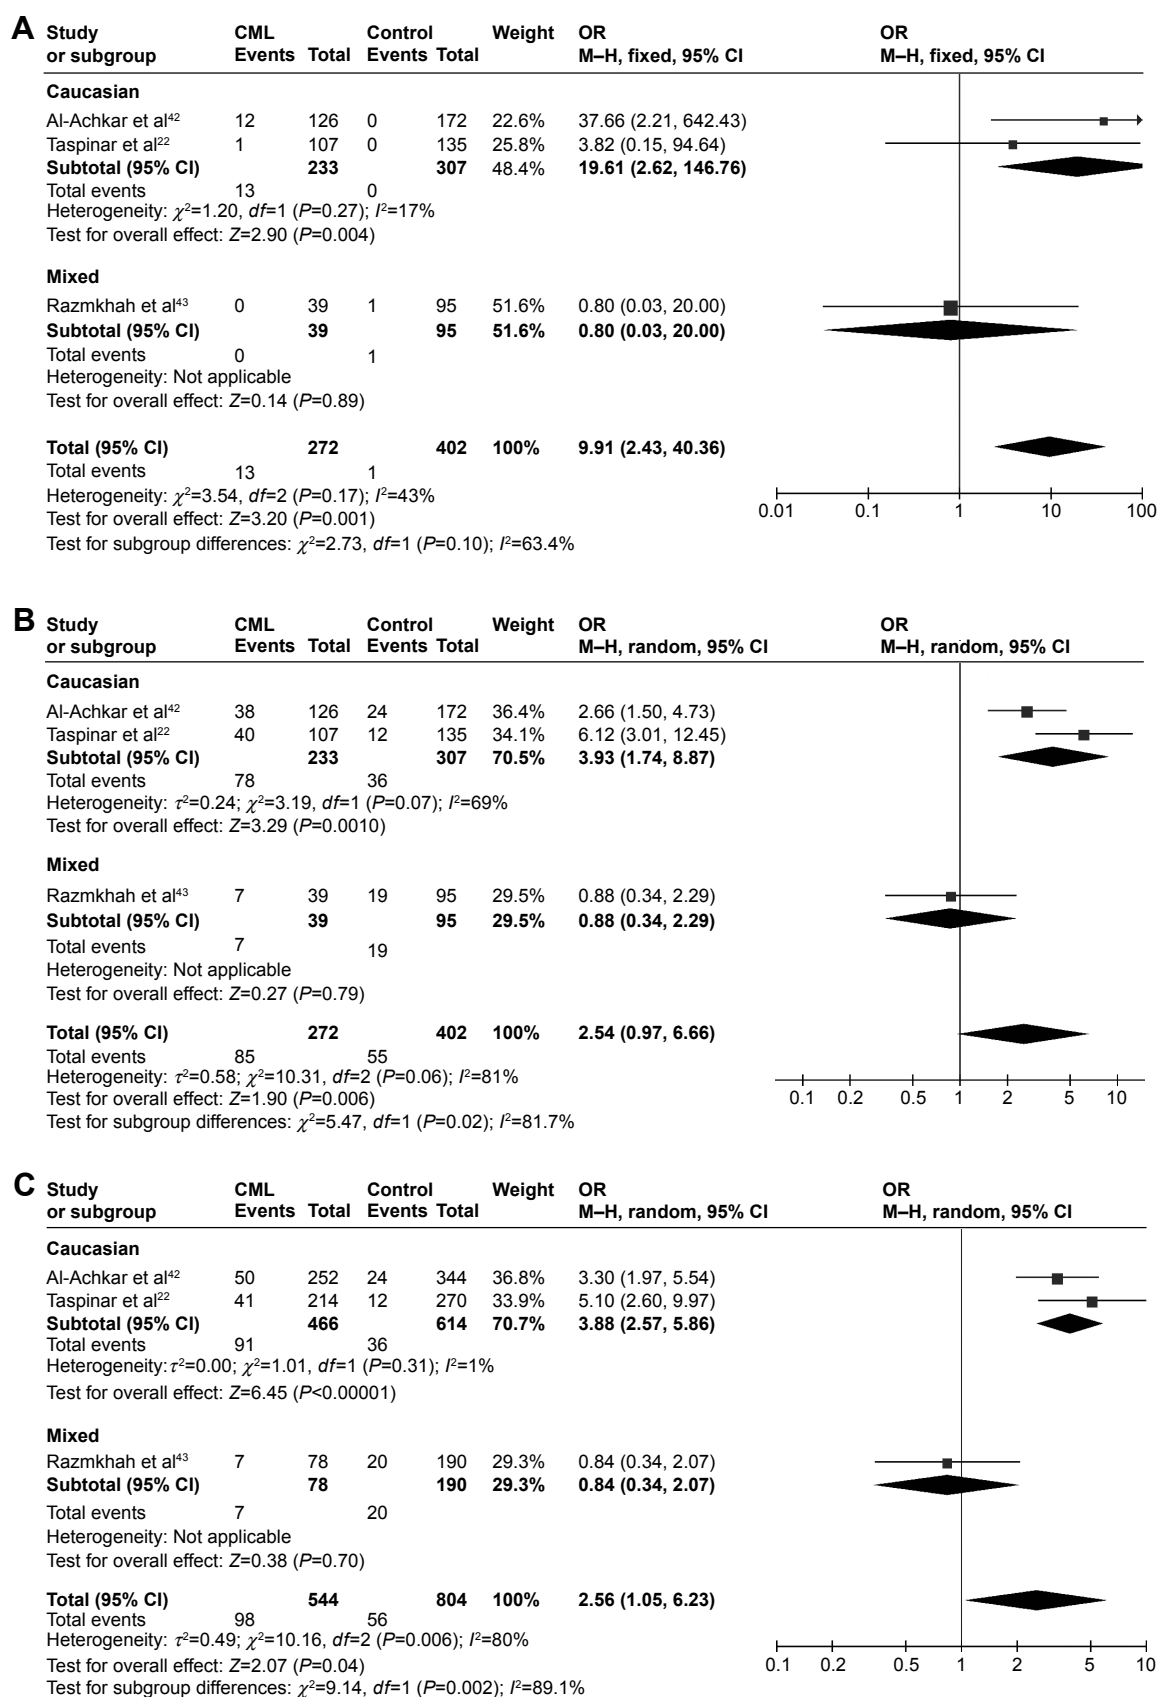 A Study CML Control Weight OR OR
or subgroup Events Total Events Total M–H, fixed, 95% CI M–H, fixed, 95% CI
Caucasian
Al-Achkar et al42 12 126 0 172 22.6% 37.66 (2.21, 642.43)
Taspinar et al22 1 107 0 135 25.8% 3.82 (0.15, 94.64)
Subtotal (95% CI) 233 307 48.4% 19.61 (2.62, 146.76)
Total events 13 0
Heterogeneity: χ2=1.20, df=1 (P=0.27); I2=17%
Test for overall effect: Z=2.90 (P=0.004)
Mixed
Razmkhah et al43 0 39 1 95 51.6% 0.80 (0.03, 20.00)
Subtotal (95% CI) 39 95 51.6% 0.80 (0.03, 20.00)
Total events 0 1
Heterogeneity: Not applicable
Test for overall effect: Z=0.14 (P=0.89)
Total (95% CI) 272 402 100% 9.91 (2.43, 40.36)
Total events 13 1
Heterogeneity: χ2=3.54, df=2 (P=0.17); I2=43%
Test for overall effect: Z=3.20 (P=0.001)
Test for subgroup differences: χ2=2.73, df=1 (P=0.10); I2=63.4%
0.01 0.1 1 10 100
B Study CML Control Weight OR OR
or subgroup Events Total Events Total M–H, random, 95% CI M–H, random, 95% CI
Caucasian
Al-Achkar et al42 38 126 24 172 36.4% 2.66 (1.50, 4.73)
Taspinar et al22 40 107 12 135 34.1% 6.12 (3.01, 12.45)
Subtotal (95% CI) 233 307 70.5% 3.93 (1.74, 8.87)
Total events 78 36
Heterogeneity: τ2=0.24; χ2=3.19, df=1 (P=0.07); I2=69%
Test for overall effect: Z=3.29 (P=0.0010)
Mixed
Razmkhah et al43 7 39 19 95 29.5% 0.88 (0.34, 2.29)
Subtotal (95% CI) 39 95 29.5% 0.88 (0.34, 2.29)
Total events 7 19
Heterogeneity: Not applicable
Test for overall effect: Z=0.27 (P=0.79)
Total (95% CI) 272 402 100% 2.54 (0.97, 6.66)
Total events 85 55
Heterogeneity: τ2=0.58; χ2=10.31, df=2 (P=0.06); I2=81%
Test for overall effect: Z=1.90 (P=0.006)
Test for subgroup differences: χ2=5.47, df=1 (P=0.02); I2=81.7%
0.1 0.2 0.5 1 2 5 10
C Study CML Control Weight OR OR
or subgroup Events Total Events Total M–H, random, 95% CI M–H, random, 95% CI
Caucasian
Al-Achkar et al42 50 252 24 344 36.8% 3.30 (1.97, 5.54)
Taspinar et al22 41 214 12 270 33.9% 5.10 (2.60, 9.97)
Subtotal (95% CI) 466 614 70.7% 3.88 (2.57, 5.86)
Total events 91 36
Heterogeneity:τ2=0.00; χ2=1.01, df=1 (P=0.31); I2=1%
Test for overall effect: Z=6.45 (P<0.00001)
Mixed
Razmkhah et al43 7 78 20 190 29.3% 0.84 (0.34, 2.07)
Subtotal (95% CI) 78 190 29.3% 0.84 (0.34, 2.07)
Total events 7 20
Heterogeneity: Not applicable
Test for overall effect: Z=0.38 (P=0.70)
Total (95% CI) 544 804 100% 2.56 (1.05, 6.23)
Total events 98 56
Heterogeneity: τ2=0.49; χ2=10.16, df=2 (P=0.006); I2=80%
Test for overall effect: Z=2.07 (P=0.04)
Test for subgroup differences: χ2=9.14, df=1 (P=0.002); I2=89.1%
0.1 0.2 0.5 1 2 5 10